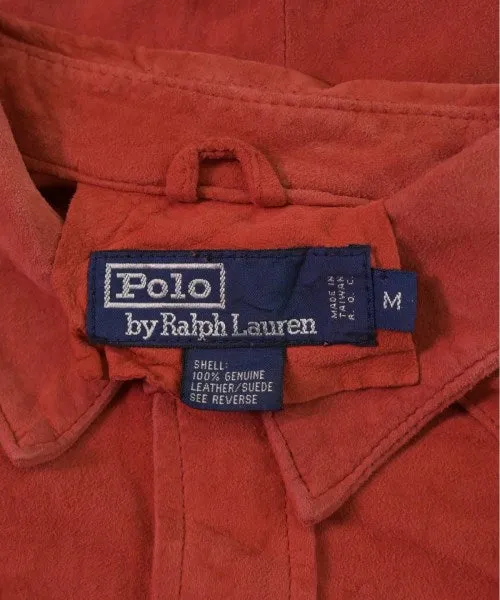 Polo
by Ralph Lauren
MADE IN
TAIWAN
R. O. C.
M
SHELL:
100% GENUINE
LEATHER/SUEDE
SEE REVERSE